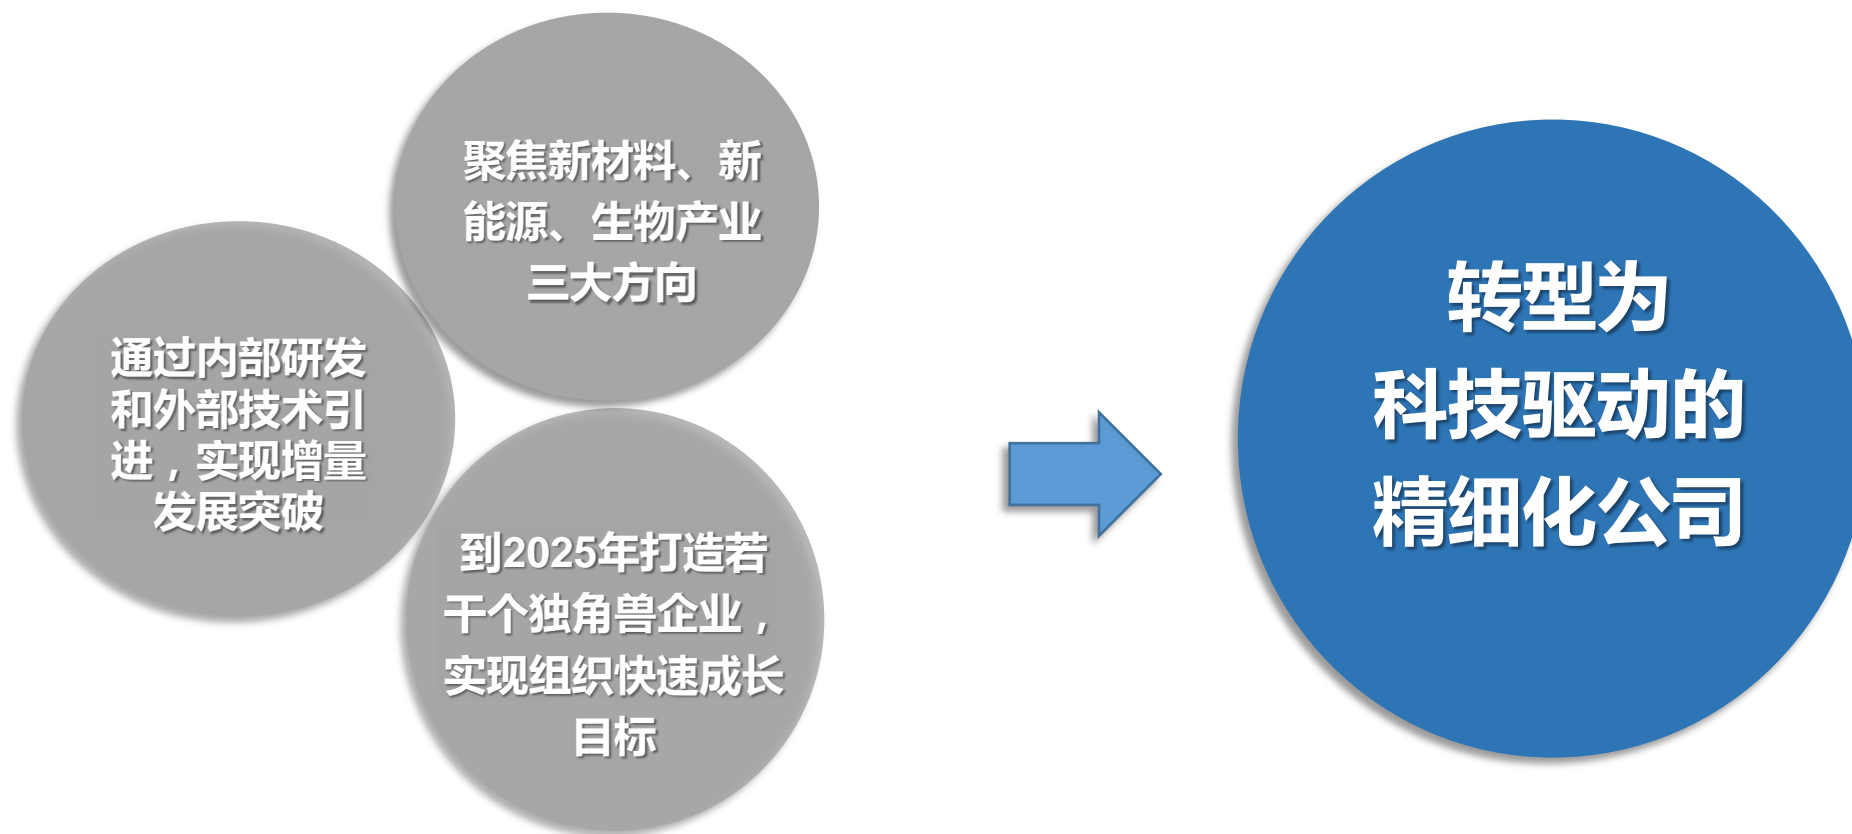 聚焦新材料、新
能源、生物产业
三大方向
通过内部研发
和外部技术引
进，实现增量
发展突破
到2025年打造若
干个独角兽企业，
实现组织快速成长
目标
转型为
科技驱动的
精细化公司